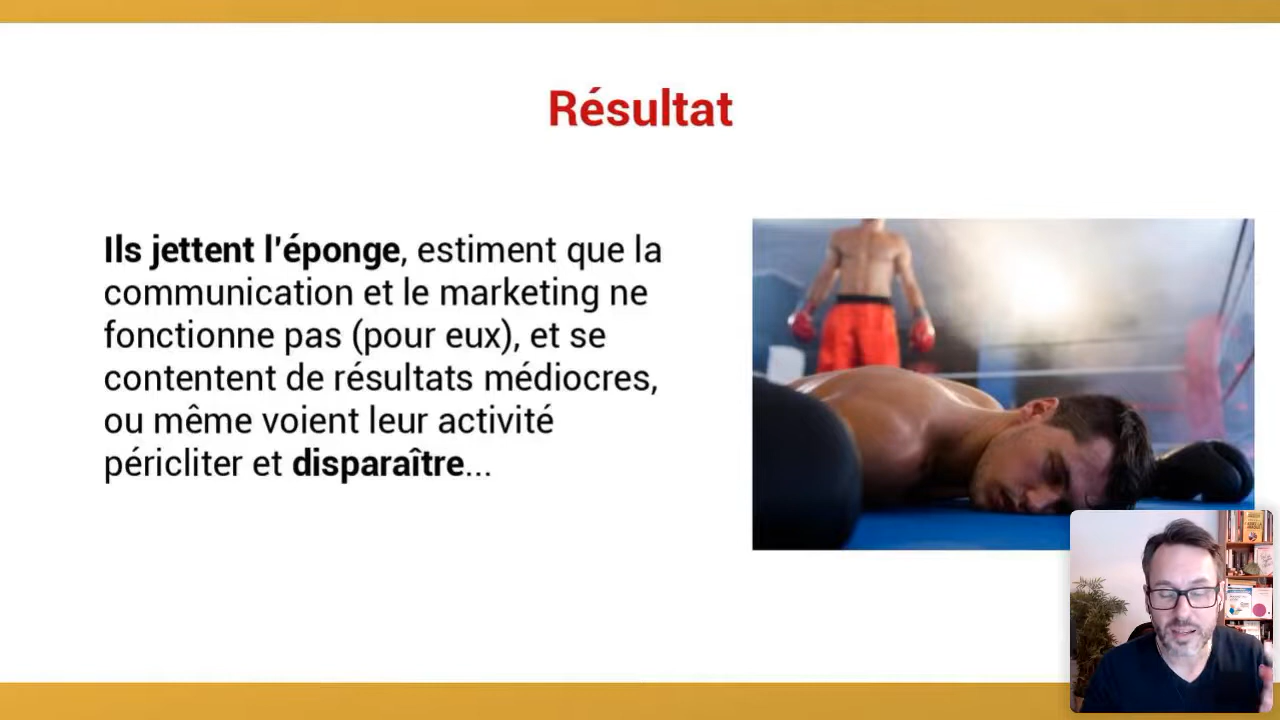 Résultat
Ils jettent l'éponge, estiment que la
communication et le marketing ne
fonctionne pas (pour eux), et se
contentent de résultats médiocres,
ou même voient leur activité
péricliter et disparaître...